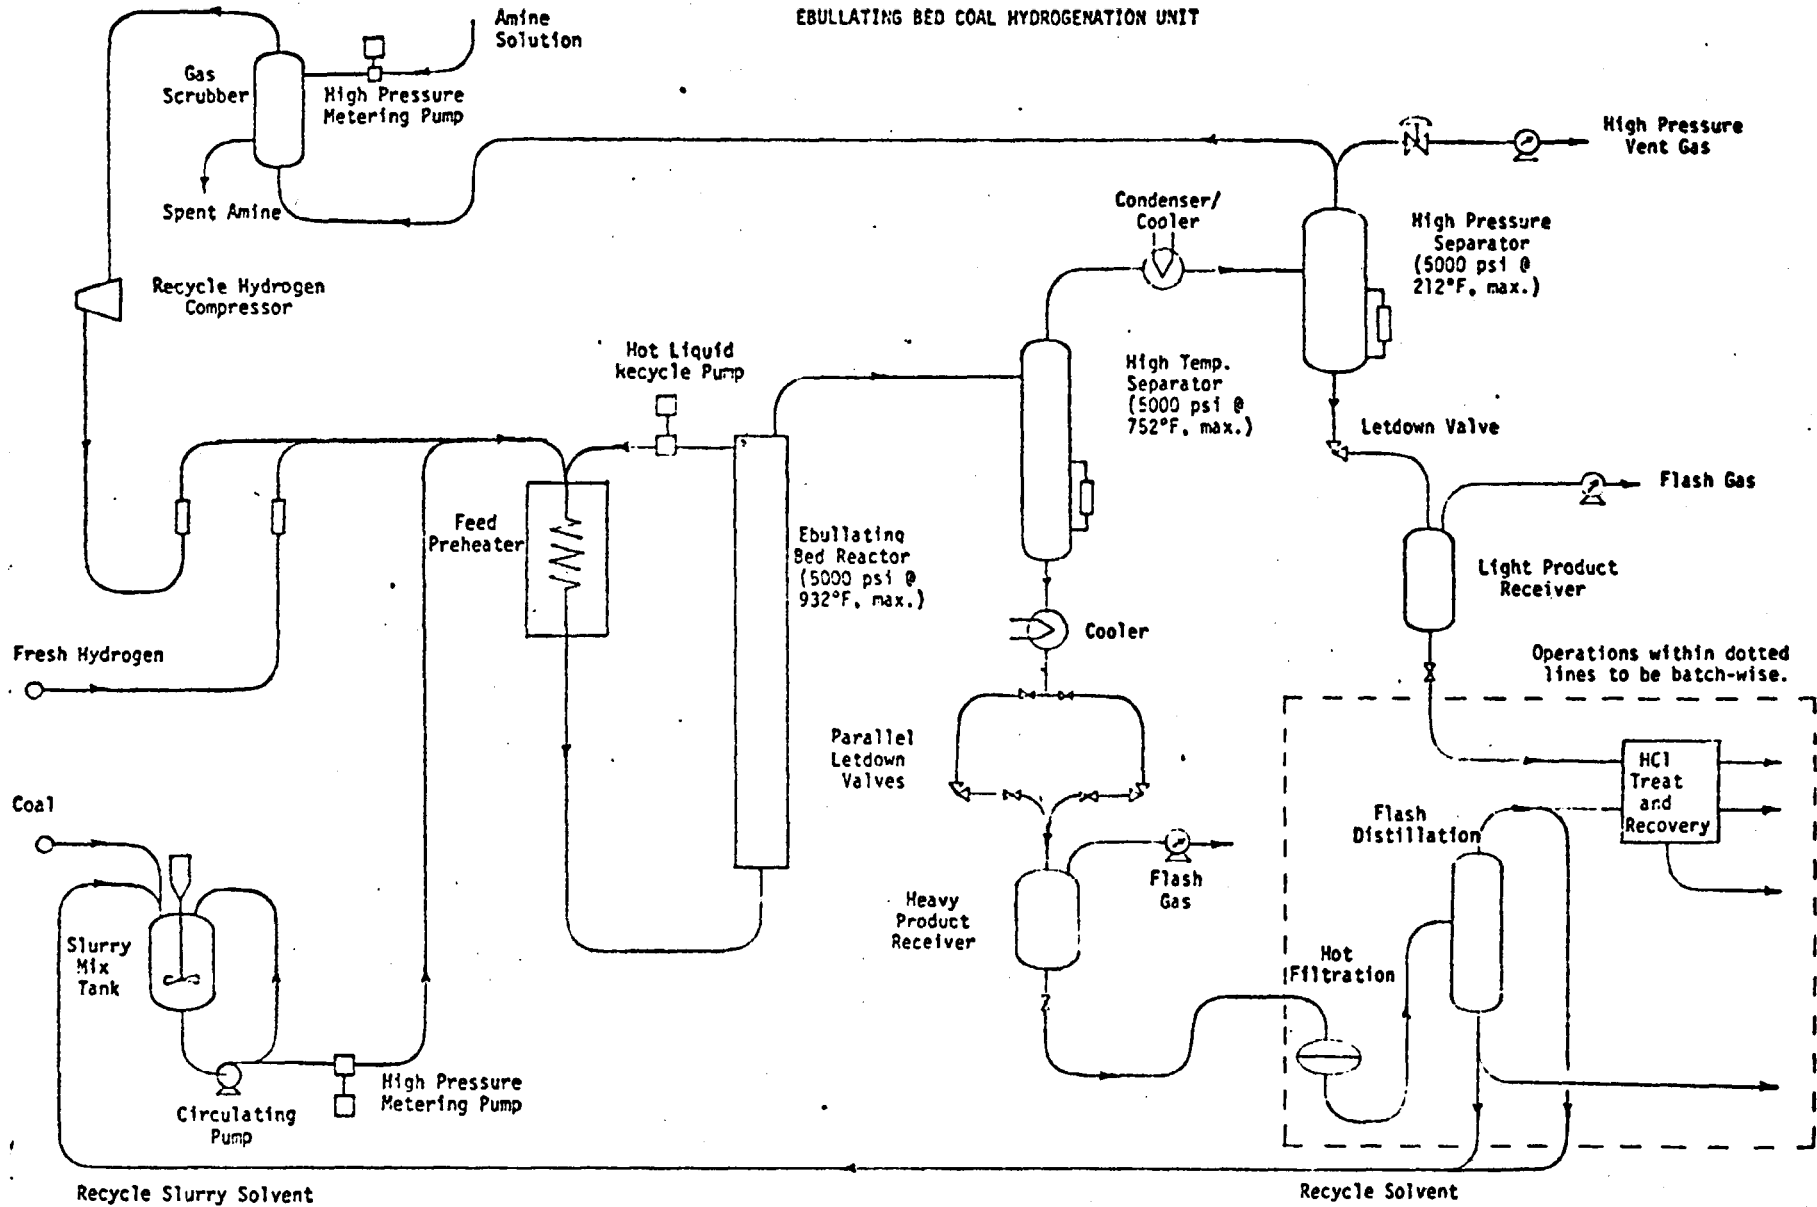 EBULLATING BED COAL HYDROGENATION UNIT
Amine
Solution
Gas
Scrubber
High Pressure
Metering Pump
Spent Amine
High Pressure
Vent Gas
Condenser/
Cooler
High Pressure
Separator
(5000 psi @
212°F, max.)
Recycle Hydrogen
Compressor
Hot Liquid
Recycle Pump
High Temp.
Separator
(5000 psi @
752°F, max.)
Letdown Valve
Flash Gas
Feed
Preheater
Ebullating
Bed Reactor
(5000 psi @
932°F, max.)
Light Product
Receiver
Cooler
Fresh Hydrogen
Operations within dotted
lines to be batch-wise.
Parallel
Letdown
Valves
HCl
Treat
and
Recovery
Coal
Flash
Distillation
Flash
Gas
Heavy
Product
Receiver
Slurry
Mix
Tank
Hot
Filtration
High Pressure
Metering Pump
Circulating
Pump
Recycle Slurry Solvent
Recycle Solvent